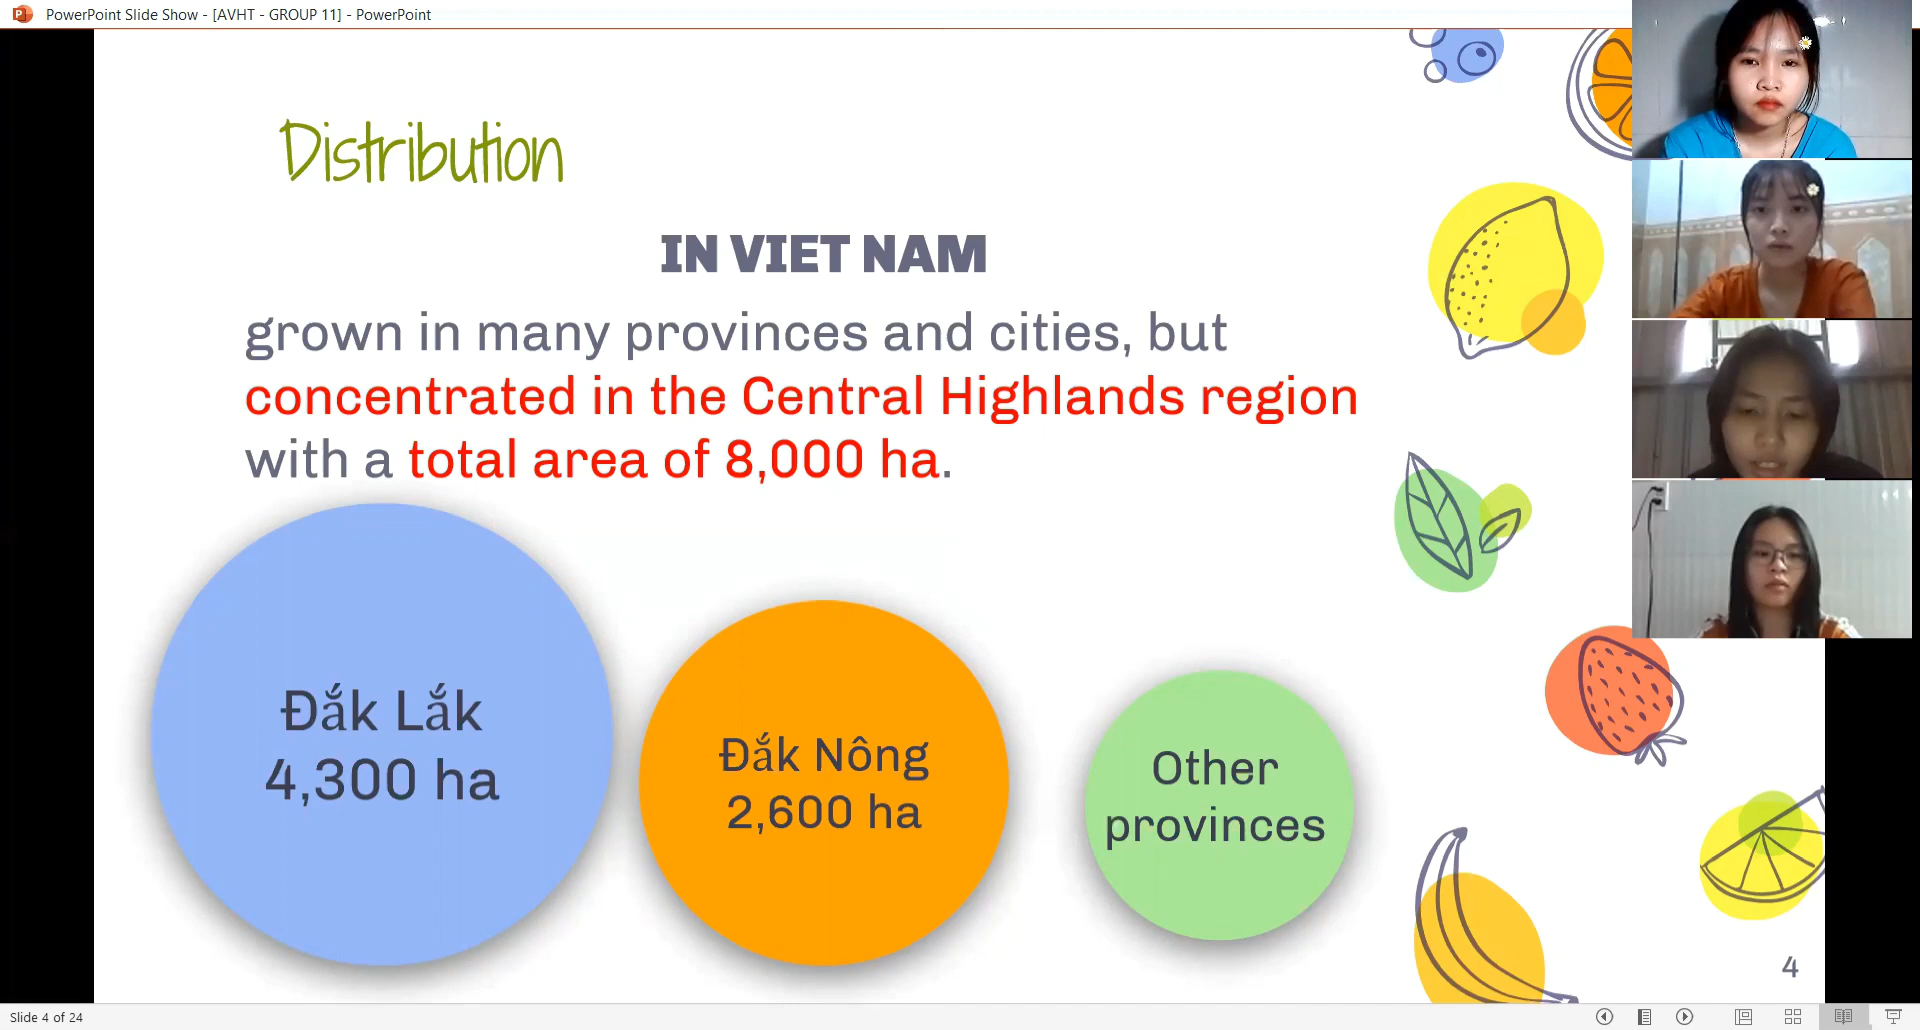 PowerPoint Slide Show - [AVHT - GROUP 11] - PowerPoint
Distribution
IN VIET NAM
grown in many provinces and cities, but
concentrated in the Central Highlands region
with a total area of 8,000 ha.
Đắk Lắk
4,300 ha
Đắk Nông
2,600 ha
Other
provinces
4
Slide 4 of 24